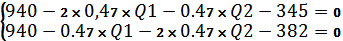 940 − 2 × 0,47 × Q1 − 0.47 × Q2 − 345 = 0
940 − 0.47 × Q1 − 2 × 0.47 × Q2 − 382 = 0